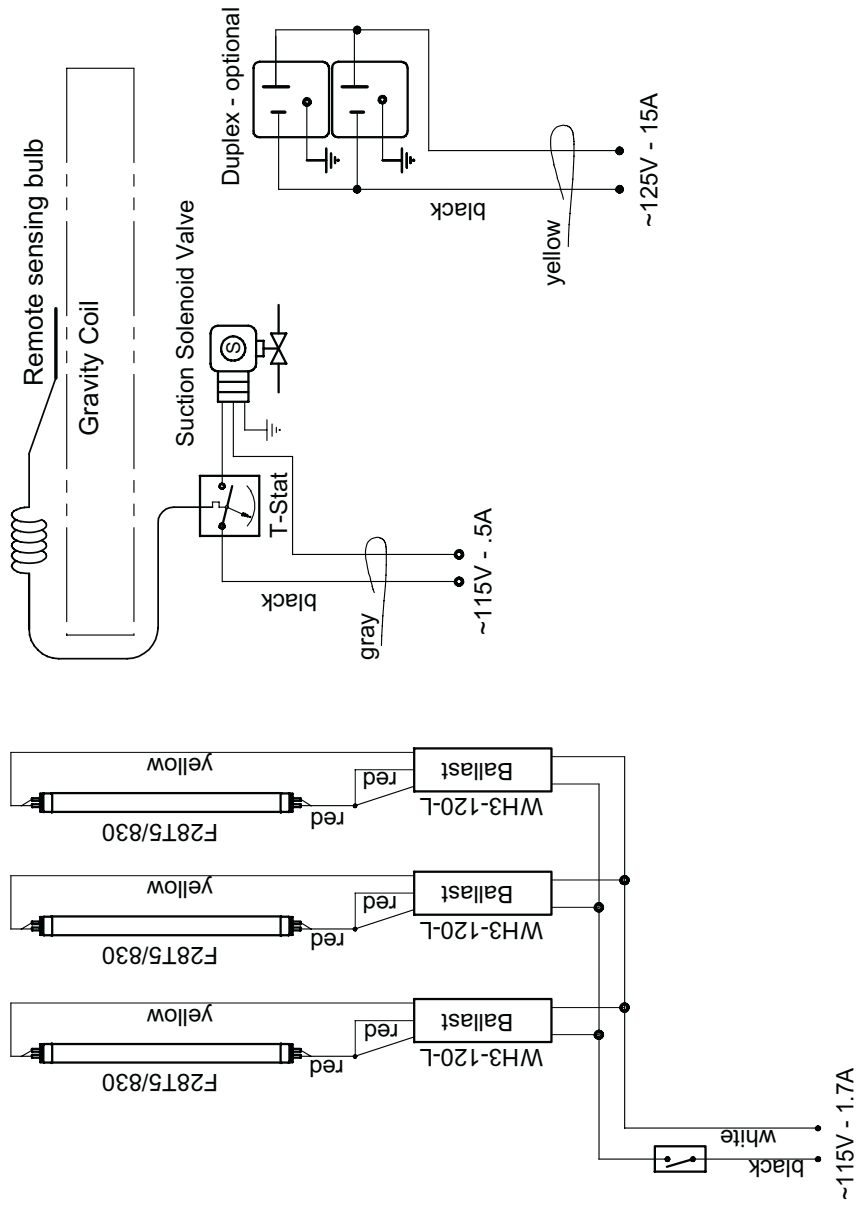 Remote sensing bulb
Gravity Coil
Suction Solenoid Valve
S
T-Stat
black
gray
~115V - .5A
Duplex - optional
black
yellow
~125V - 15A
yellow
F28T5/830
red
red
Ballast
WH3-120-L
yellow
F28T5/830
red
red
Ballast
WH3-120-L
yellow
F28T5/830
red
red
Ballast
WH3-120-L
white
black
~115V - 1.7A